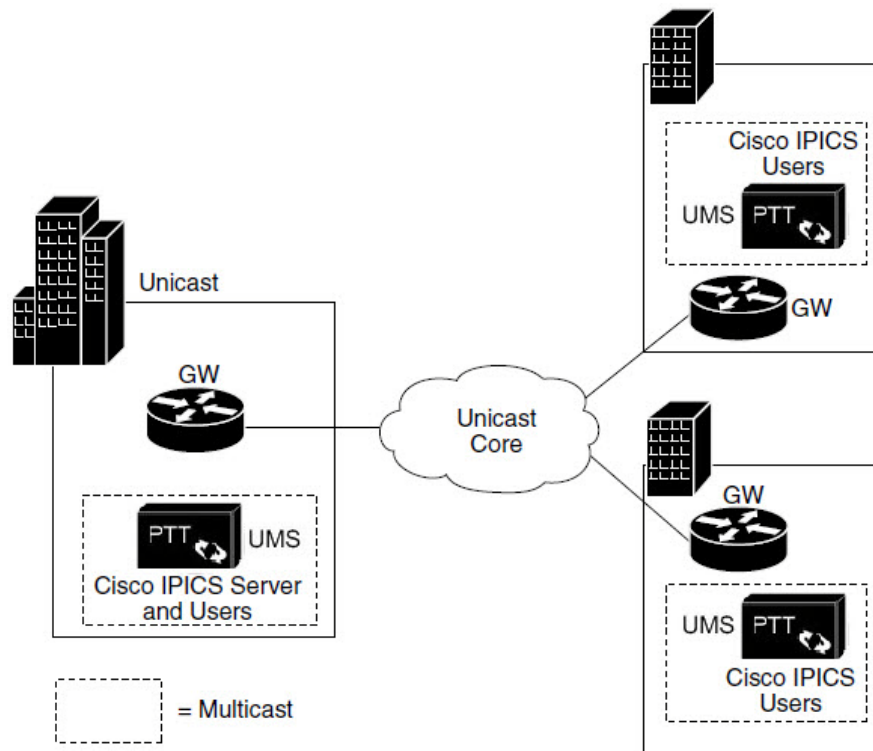 Cisco IPICS
Users
UMS
PTT
GW
Unicast
GW
Unicast
Core
PTT
UMS
Cisco IPICS Server
and Users
GW
UMS
PTT
Cisco IPICS
Users
= Multicast